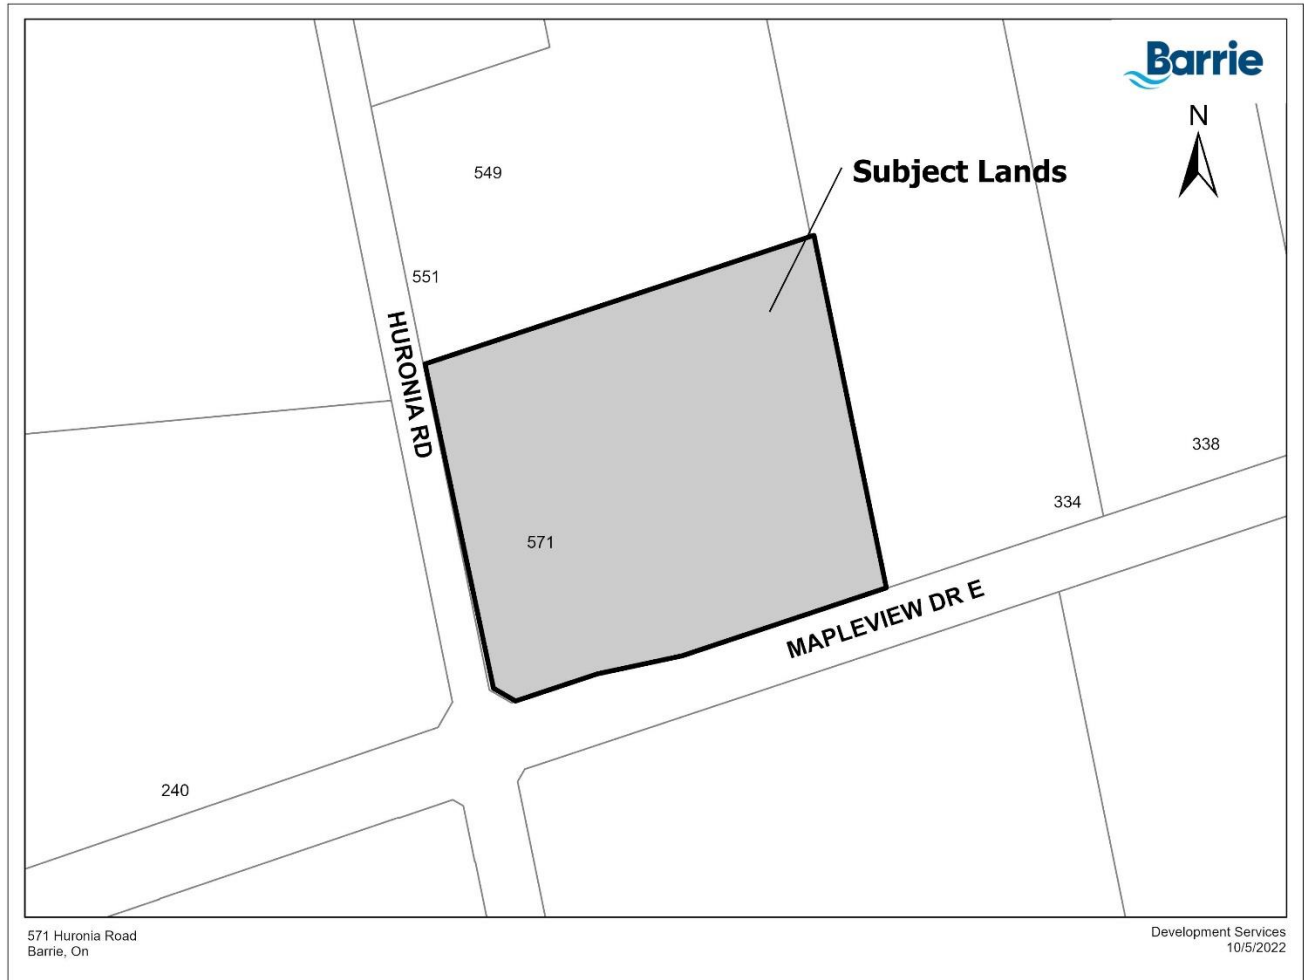 Barrie
N
549
Subject Lands
551
HURONIA RD
338
334
571
MAPLEVIEW DR E
240
571 Huronia Road
Barrie, On
Development Services
10/5/2022